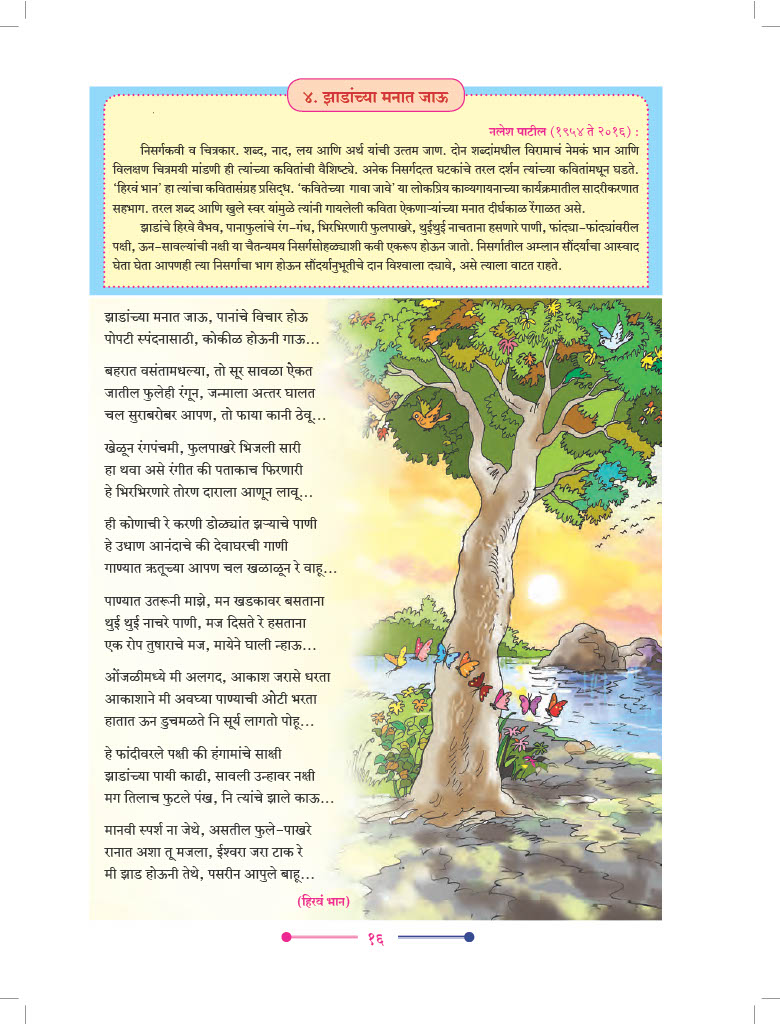 ४. झाडांच्या मनात जाऊ
नलेश पाटील (१९५४ ते २०१६) :
निसर्गकवी व चित्रकार. शब्द, नाद, लय आणि अर्थ यांची उत्तम जाण. दोन शब्दांमधील विरामाचं नेमकं भान आणि
विलक्षण चित्रमयी मांडणी ही त्यांच्या कवितांची वैशिष्ट्ये. अनेक निसर्गदत्त घटकांचे तरल दर्शन त्यांच्या कवितांमधून घडते.
‘हिरवं भान’ हा त्यांचा कवितासंग्रह प्रसिद्ध. ‘कवितेच्या गावा जावे’ या लोकप्रिय काव्यगायनाच्या कार्यक्रमातील सादरीकरणात
सहभाग. तरल शब्द आणि खुले स्वर यांमुळे त्यांनी गायलेली कविता ऐकणाऱ्यांच्या मनात दीर्घकाळ रेंगाळत असे.
झाडांचे हिरवे वैभव, पानाफुलांचे रंग-गंध, भिरभिरणारी फुलपाखरे, थुईथुई नाचताना हसणारे पाणी, फांद्या-फांद्यांवरील
पक्षी, ऊन-सावल्यांची नक्षी या चैतन्यमय निसर्गसोहळ्याशी कवी एकरूप होऊन जातो. निसर्गातील अम्लान सौंदर्याचा आस्वाद
घेता घेता आपणही त्या निसर्गाचा भाग होऊन सौंदर्यानुभूतीचे दान विश्वाला द्यावे, असे त्याला वाटत राहते.
झाडांच्या मनात जाऊ, पानांचे विचार होऊ
पोपटी स्पंदनासाठी, कोकीळ होऊनी गाऊ...
बहरात वसंतामधल्या, तो सूर सावळा ऐकत
जातील फुलेही रंगून, जन्माला अत्तर घालत
चल सुराबरोबर आपण, तो फाया कानी ठेवू...
खेळून रंगपंचमी, फुलपाखरे भिजली सारी
हा थवा असे रंगीत की पताकाच फिरणारी
हे भिरभिरणारे तोरण दाराला आणून लावू...
ही कोणाची रे करणी डोळ्यांत झऱ्याचे पाणी
हे उधाण आनंदाचे की देवाघरची गाणी
गाण्यात ऋतूच्या आपण चल खळाळून रे वाहू...
पाण्यात उतरूनी माझे, मन खडकावर बसताना
थुई थुई नाचरे पाणी, मज दिसते रे हसताना
एक रोप तुषाराचे मज, मायेने घाली न्हाऊ...
ओंजळीमध्ये मी अलगद, आकाश जरासे धरता
आकाशाने मी अवघ्या पाण्याची ओटी भरता
हातात ऊन डुचमळते नि सूर्य लागतो पोहू...
हे फांदीवरले पक्षी की हंगामांचे साक्षी
झाडांच्या पायी काढी, सावली उन्हावर नक्षी
मग तिलाच फुटले पंख, नि त्यांचे झाले काऊ...
मानवी स्पर्श ना जेथे, असतील फुले-पाखरे
रानात अशा तू मजला, ईश्वरा जरा टाक रे
मी झाड होऊनी तेथे, पसरीन आपुले बाहू...
(हिरवं भान)
१६